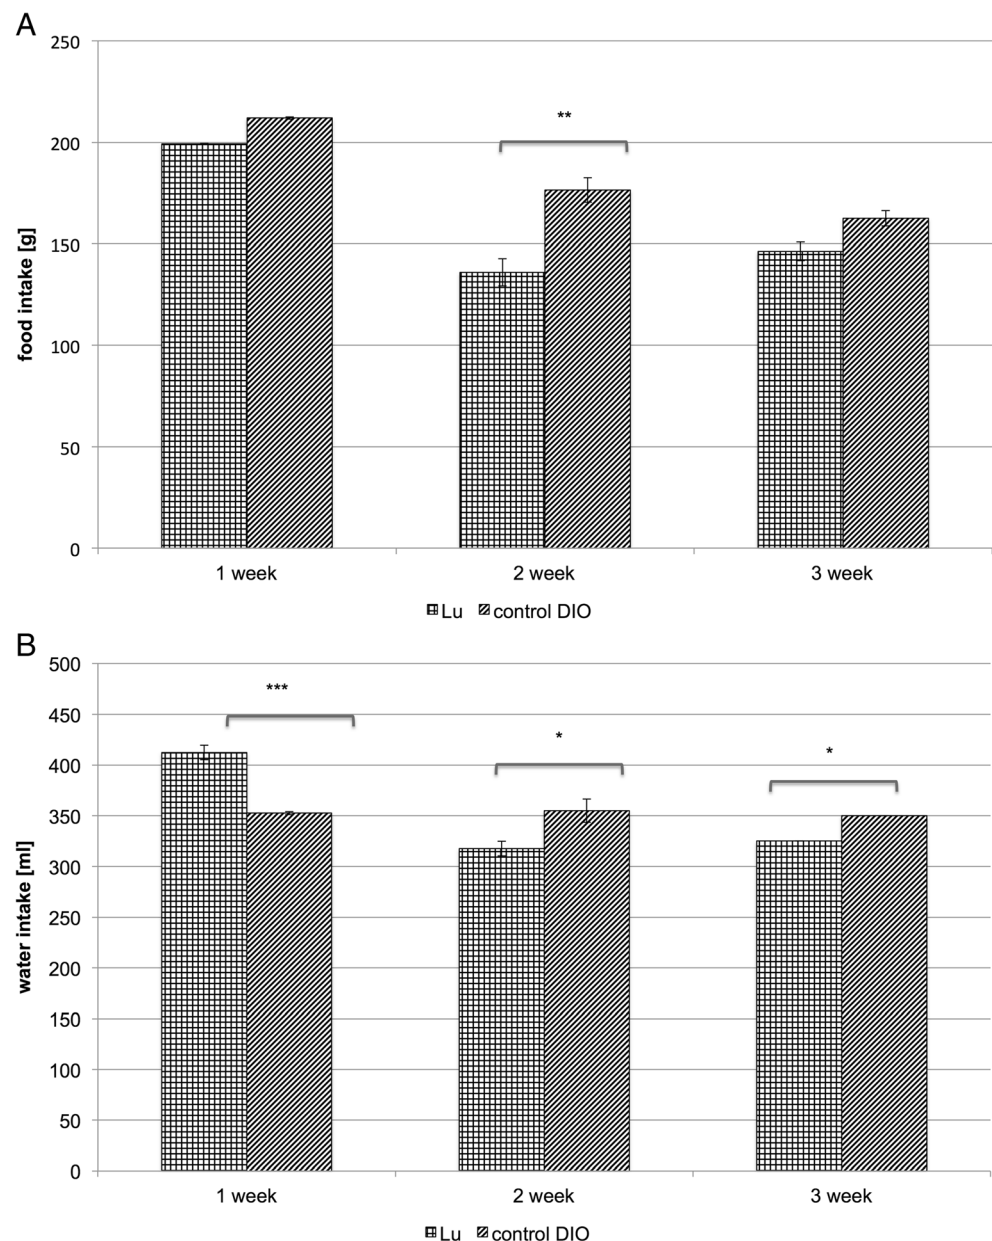 A
250
200
150
100
50
0
food intake [g]
**
1 week 2 week 3 week
Lu control DIO
B
500
450
400
350
300
250
200
150
100
50
0
water intake [ml]
***
*
*
1 week 2 week 3 week
Lu control DIO